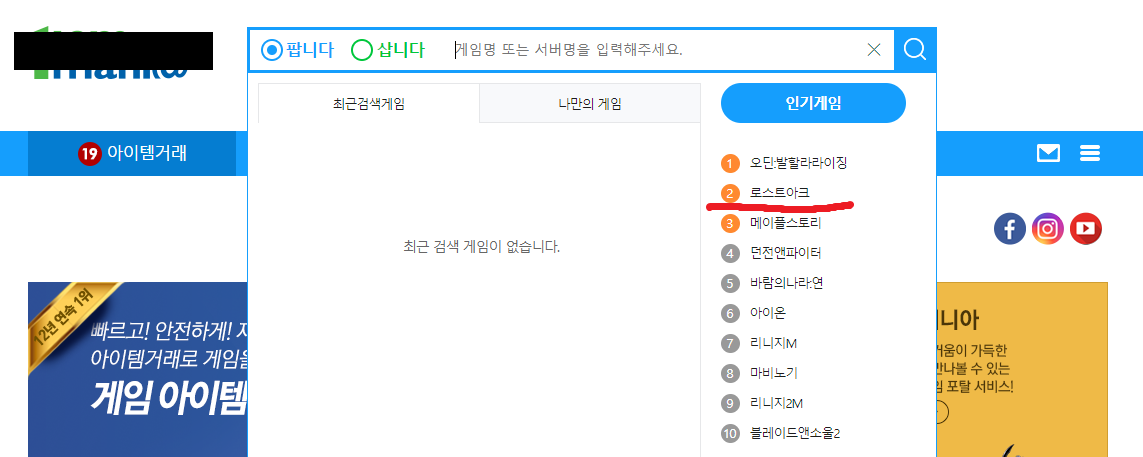 팝니다 삽니다 게임명 또는 서버명을 입력해주세요.
최근검색게임 나만의 게임 인기게임
19 아이템거래
최근 검색 게임이 없습니다.
1 오딘:발할라라이징
2 로스트아크
3 메이플스토리
4 던전앤파이터
5 바람의나라:연
6 아이온
7 리니지M
8 마비노기
9 리니지2M
10 블레이드앤소울2
12년 연속 1위
빠르고! 안전하게!
아이템거래로 게임을
게임 아이템
니아
거움이 가득한
만나볼 수 있는
임 포탈 서비스!